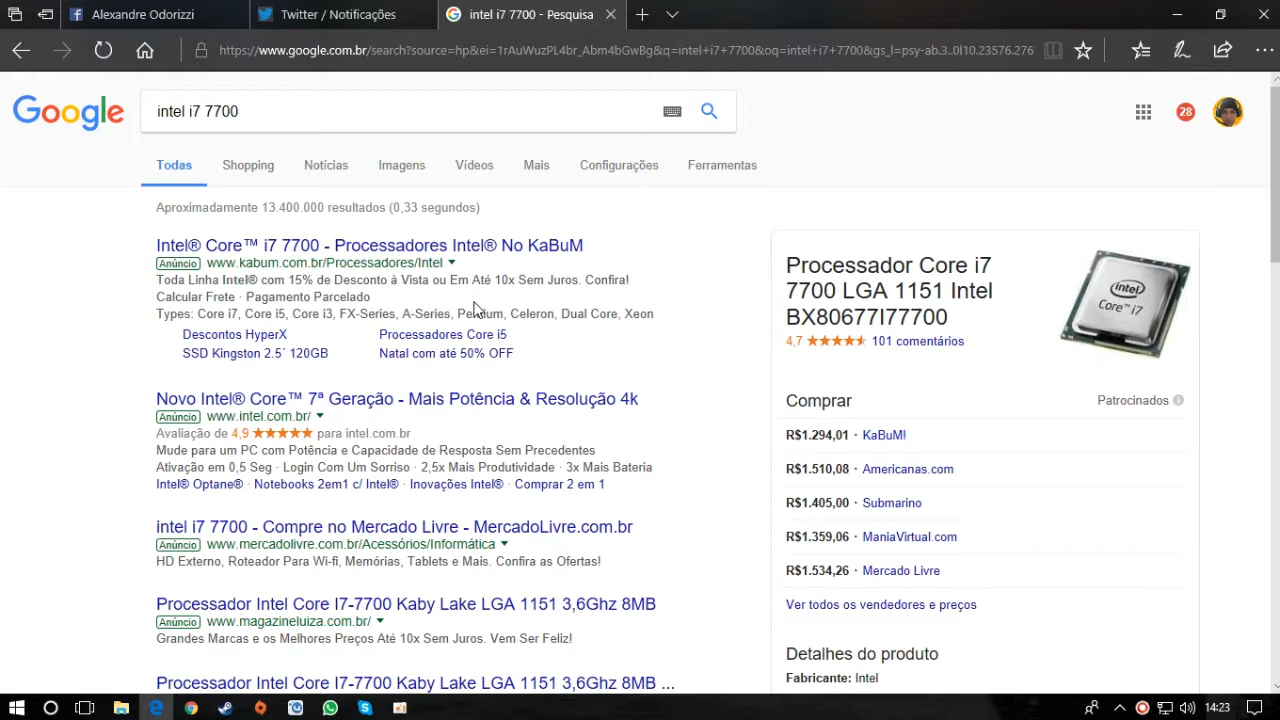 Alexandre Odorizzi
Twitter / Notificações
intel i7 7700 - Pesquisa
https://www.google.com.br/search?source=hp&ei=1rAuWuzPL4br_Abm4bGwBg&q=intel+i7+7700&oq=intel+i7+7700&gs_l=psy-ab.3..0l10.23576.276
Google
intel i7 7700
28
Todas Shopping Notícias Imagens Vídeos Mais Configurações Ferramentas
Aproximadamente 13.400.000 resultados (0,33 segundos)
Intel® Core™ i7 7700 - Processadores Intel® No KaBuM
Anúncio www.kabum.com.br/Processadores/Intel
Toda Linha Intel® com 15% de Desconto à Vista ou Em Até 10x Sem Juros. Confira!
Calcular Frete · Pagamento Parcelado
Types: Core i7, Core i5, Core i3, FX-Series, A-Series, Pentium, Celeron, Dual Core, Xeon
Descontos HyperX Processadores Core i5
SSD Kingston 2.5´ 120GB Natal com até 50% OFF
Novo Intel® Core™ 7ª Geração - Mais Potência & Resolução 4k
Anúncio www.intel.com.br/
Avaliação de 4,9 para intel.com.br
Mude para um PC com Potência e Capacidade de Resposta Sem Precedentes
Ativação em 0,5 Seg · Login Com Um Sorriso · 2,5x Mais Produtividade · 3x Mais Bateria
Intel® Optane® · Notebooks 2em1 c/ Intel® · Inovações Intel® · Comprar 2 em 1
intel i7 7700 - Compre no Mercado Livre - MercadoLivre.com.br
Anúncio www.mercadolivre.com.br/Acessórios/Informática
HD Externo, Roteador Para Wi-fi, Memórias, Tablets e Mais. Confira as Ofertas!
Processador Intel Core I7-7700 Kaby Lake LGA 1151 3,6Ghz 8MB
Anúncio www.magazineluiza.com.br/
Grandes Marcas e os Melhores Preços Até 10x Sem Juros. Vem Ser Feliz!
Processador Intel Core I7-7700 Kaby Lake LGA 1151 3,6Ghz 8MB ...
Processador Core i7
7700 LGA 1151 Intel
BX80677I77700
4,7 101 comentários
intel
Core™ i7
Comprar Patrocinados
R$1.294,01 · KaBuM!
R$1.510,08 · Americanas.com
R$1.405,00 · Submarino
R$1.359,06 · ManiaVirtual.com
R$1.534,26 · Mercado Livre
Ver todos os vendedores e preços
Detalhes do produto
Fabricante: Intel
14:23